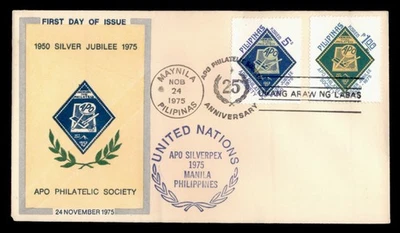 FIRST DAY OF ISSUE
1950 SILVER JUBILEE 1975
APO PHILATELIC SOCIETY
24 NOVEMBER 1975
MAYNILA
NOB
24
1975
PILIPINAS
APO PHILATELIC
25
ANNIVERSARY
UNANG ARAW NG LABAS
PILIPINAS
5s
PILIPINAS
1.00
UNITED NATIONS
APO SILVERPEX
1975
MANILA
PHILIPPINES